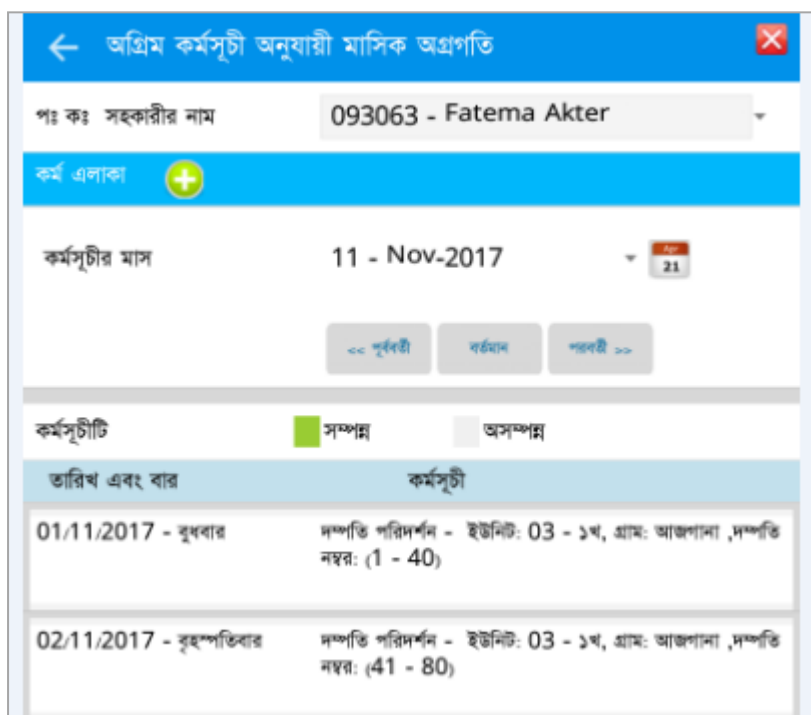 অগ্রিম কর্মসূচী অনুযায়ী মাসিক অগ্রগতি
পঃ কঃ সহকারীর নাম 093063 - Fatema Akter
কর্ম এলাকা
কর্মসূচীর মাস 11 - Nov-2017
Apr
21
<< পূর্ববর্তী বর্তমান পরবর্তী >>
কর্মসূচীটি সম্পন্ন অসম্পন্ন
তারিখ এবং বার কর্মসূচী
01/11/2017 - বুধবার দম্পতি পরিদর্শন - ইউনিট: 03 - ১খ, গ্রাম: আজগানা ,দম্পতি
নম্বর: (1 - 40)
02/11/2017 - বৃহস্পতিবার দম্পতি পরিদর্শন - ইউনিট: 03 - ১খ, গ্রাম: আজগানা ,দম্পতি
নম্বর: (41 - 80)